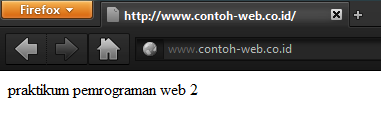 Firefox
http://www.contoh-web.co.id/
www.contoh-web.co.id
praktikum pemrograman web 2